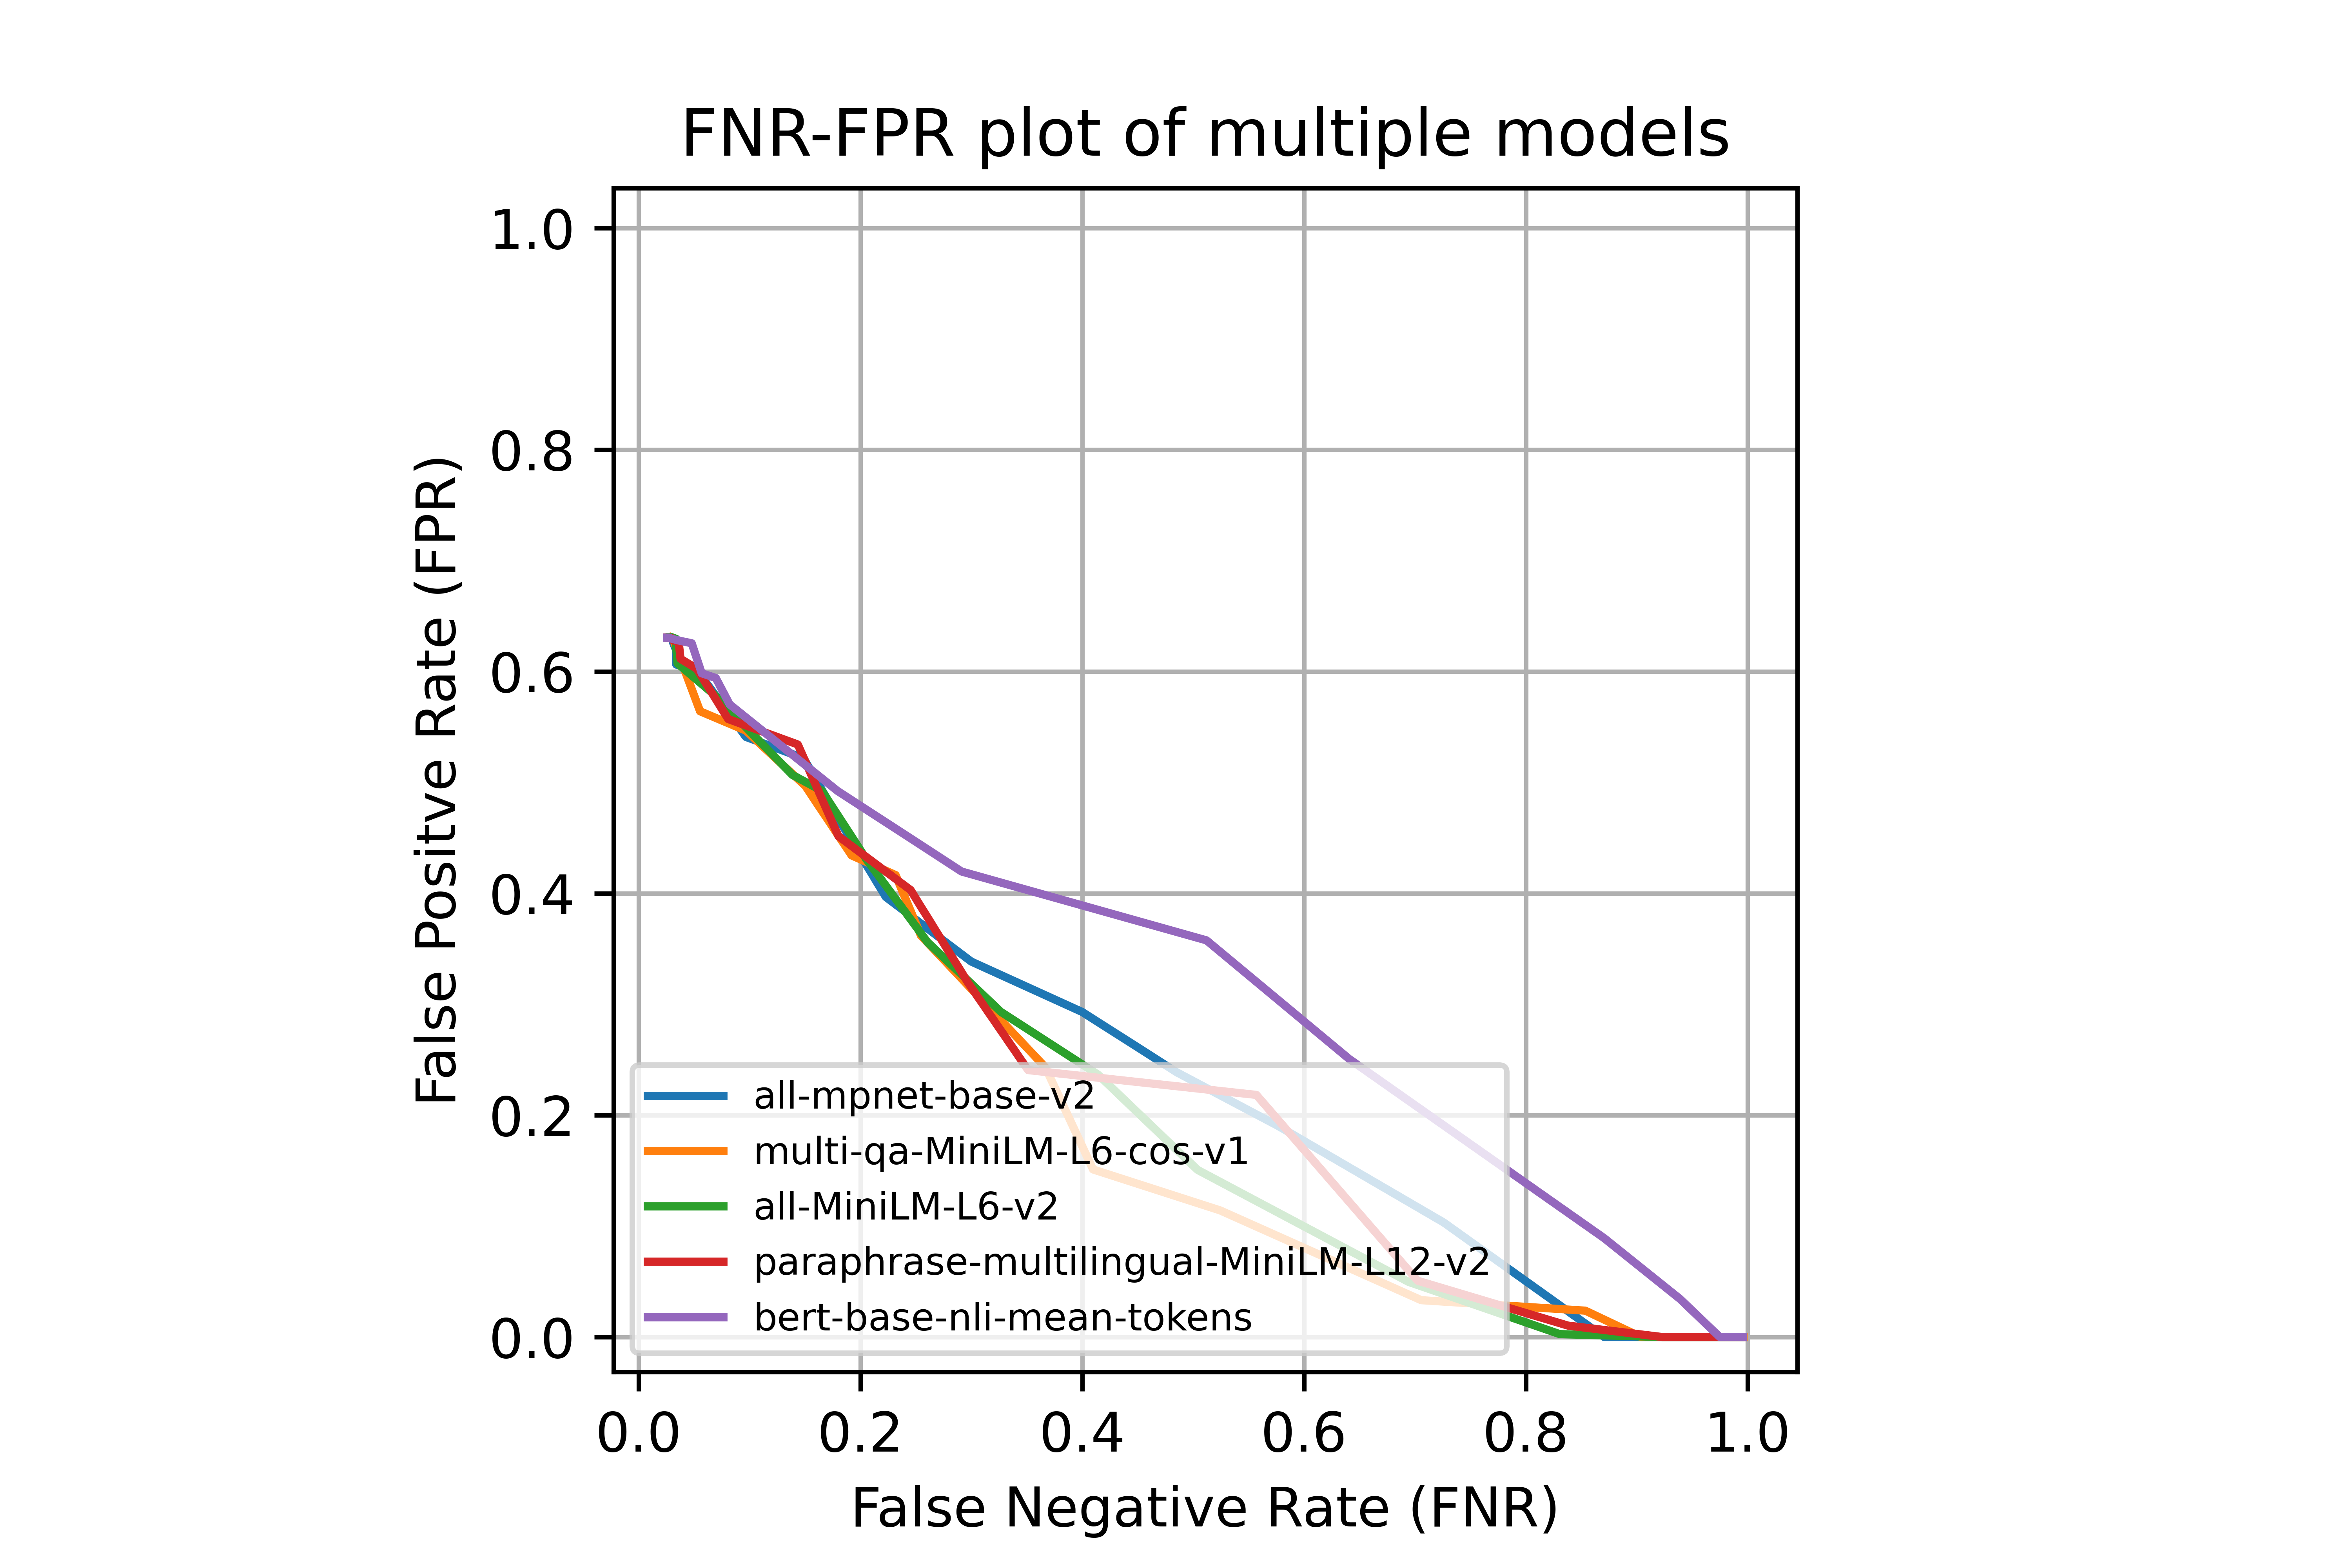 FNR-FPR plot of multiple models
1.0
0.8
0.6
0.4
0.2
0.0
False Positve Rate (FPR)
all-mpnet-base-v2
multi-qa-MiniLM-L6-cos-v1
all-MiniLM-L6-v2
paraphrase-multilingual-MiniLM-L12-v2
bert-base-nli-mean-tokens
0.0 0.2 0.4 0.6 0.8 1.0
False Negative Rate (FNR)